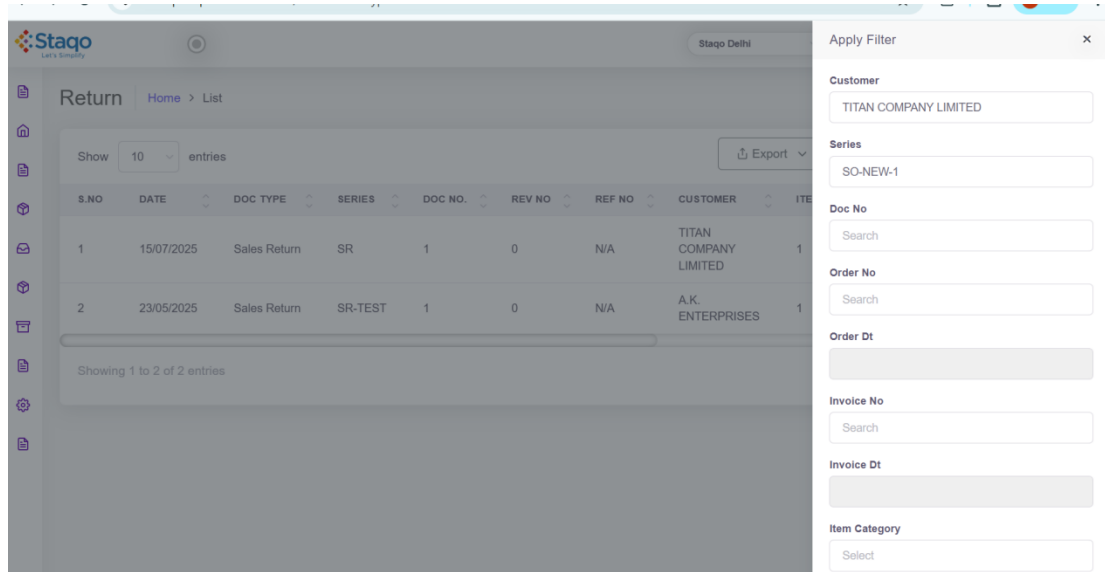 Staqo
Let's Simplify
Staqo Delhi
Return Home > List
Show 10 entries
Export
S.NO DATE DOC TYPE SERIES DOC NO. REV NO REF NO CUSTOMER ITE
1 15/07/2025 Sales Return SR 1 0 N/A TITAN COMPANY LIMITED 1
2 23/05/2025 Sales Return SR-TEST 1 0 N/A A.K. ENTERPRISES 1
Showing 1 to 2 of 2 entries
Apply Filter ×
Customer
TITAN COMPANY LIMITED
Series
SO-NEW-1
Doc No
Search
Order No
Search
Order Dt
Invoice No
Search
Invoice Dt
Item Category
Select